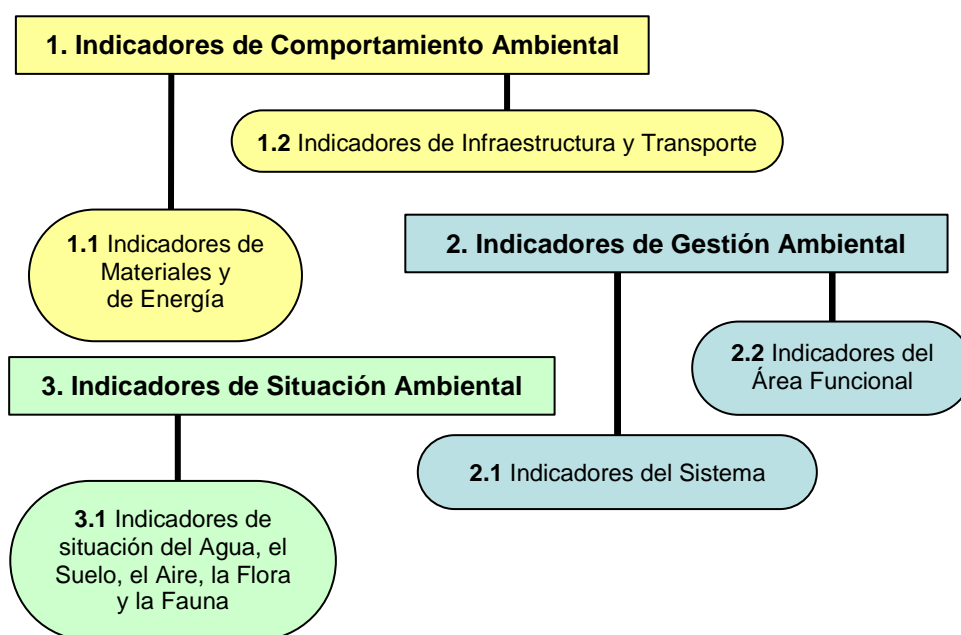 1. Indicadores de Comportamiento Ambiental
1.2 Indicadores de Infraestructura y Transporte
1.1 Indicadores de
Materiales y
de Energía
2. Indicadores de Gestión Ambiental
2.2 Indicadores del
Área Funcional
3. Indicadores de Situación Ambiental
2.1 Indicadores del Sistema
3.1 Indicadores de
situación del Agua, el
Suelo, el Aire, la Flora
y la Fauna